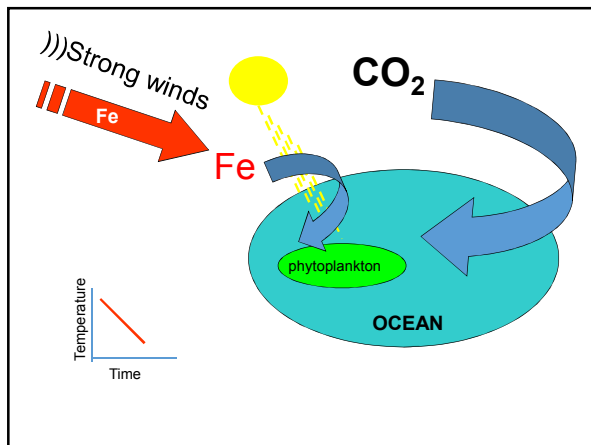 )))Strong winds
Fe
CO₂
Fe
phytoplankton
OCEAN
Temperature
Time